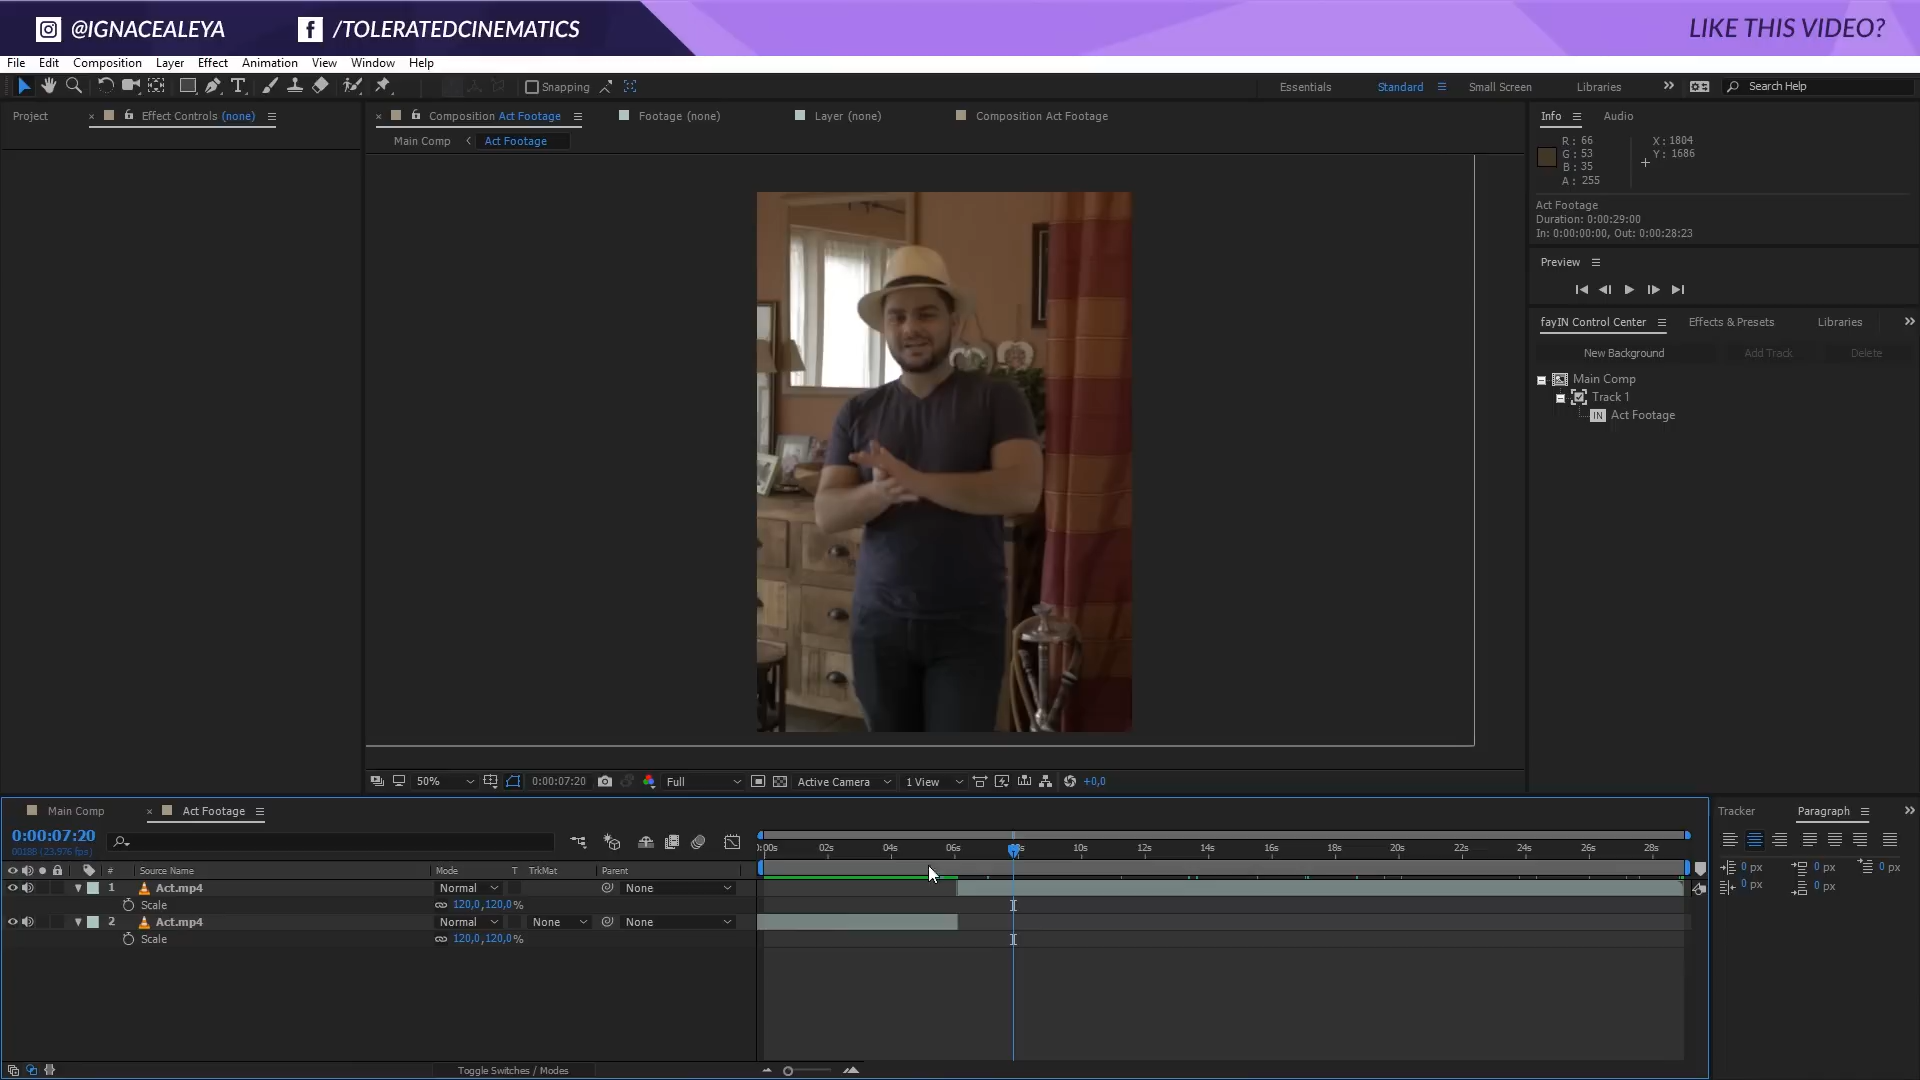 @IGNACEALEYA /TOLERATEDCINEMATICS LIKE THIS VIDEO?
File Edit Composition Layer Effect Animation View Window Help
Snapping Essentials Standard Small Screen Libraries Search Help
Project Effect Controls (none) Composition Act Footage Footage (none) Layer (none) Composition Act Footage Info Audio
Main Comp Act Footage
R: 66 X: 1804
G: 53 Y: 1686
B: 35
A: 255
Act Footage
Duration: 0:00:29:00
In: 0:00:00:00, Out: 0:00:28:23
Preview
fayIN Control Center Effects & Presets Libraries
New Background Add Track Delete
Main Comp
Track 1
IN Act Footage
50% 0:00:07:20 Full Active Camera 1 View +0,0
Main Comp Act Footage Tracker Paragraph
0:00:07:20
00188 (23.976 fps)
:00s 02s 04s 06s 10s 12s 14s 16s 18s 20s 22s 24s 26s 28s
# Source Name Mode T TrkMat Parent
0 px 0 px 0 px
0 px 0 px
1 Act.mp4 Normal None
Scale 120,0,120,0%
2 Act.mp4 Normal None None
Scale 120,0,120,0%
Toggle Switches / Modes